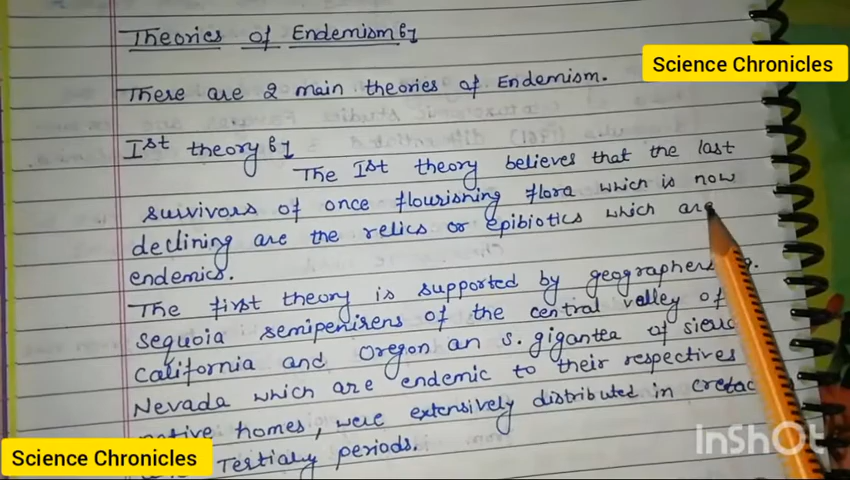 Theories of Endemism :-
Science Chronicles
There are 2 main theories of Endemism.
Ist theory :-
The Ist theory believes that the last
survivors of once flourishing flora which is now
declining are the relics or epibiotics which are
endemics.
The first theory is supported by geographers
Sequoia semipenirens of the central valley of
California and Oregon an S. gigantea of
Nevada which are endemic to their respectives
native homes, were extensively distributed in
Tertiary periods.
Science Chronicles
InShOt